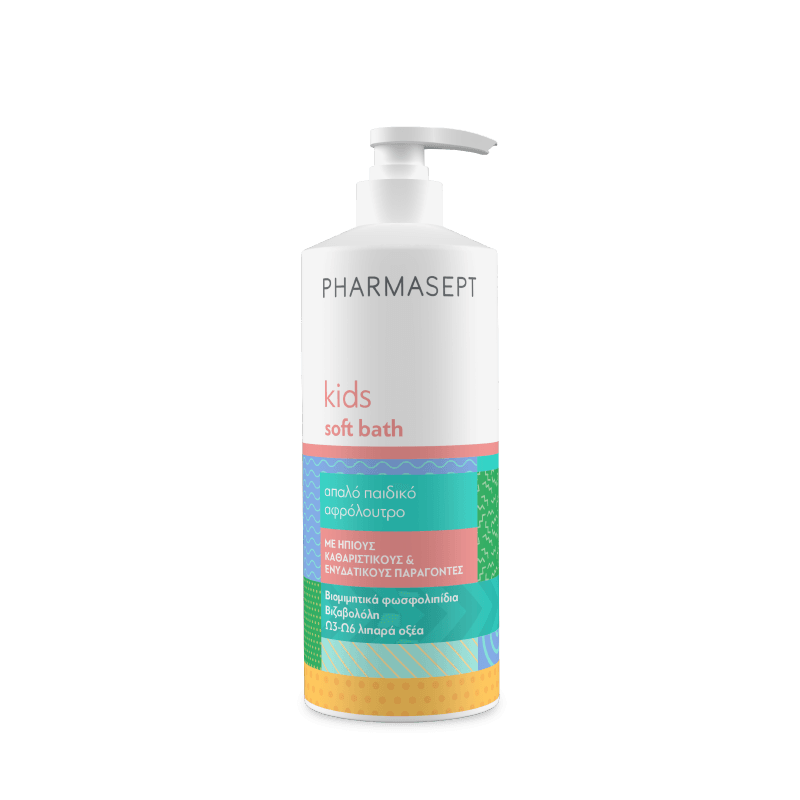 PHARMASEPT
kids
soft bath
απαλό παιδικό
αφρόλουτρο
ΜΕ ΗΠΙΟΥΣ
ΚΑΘΑΡΙΣΤΙΚΟΥΣ &
ΕΝΥΔΑΤΙΚΟΥΣ ΠΑΡΑΓΟΝΤΕΣ
Βιομιμητικά φωσφολιπίδια
Βιζαβολόλη
Ω3-Ω6 λιπαρά οξέα